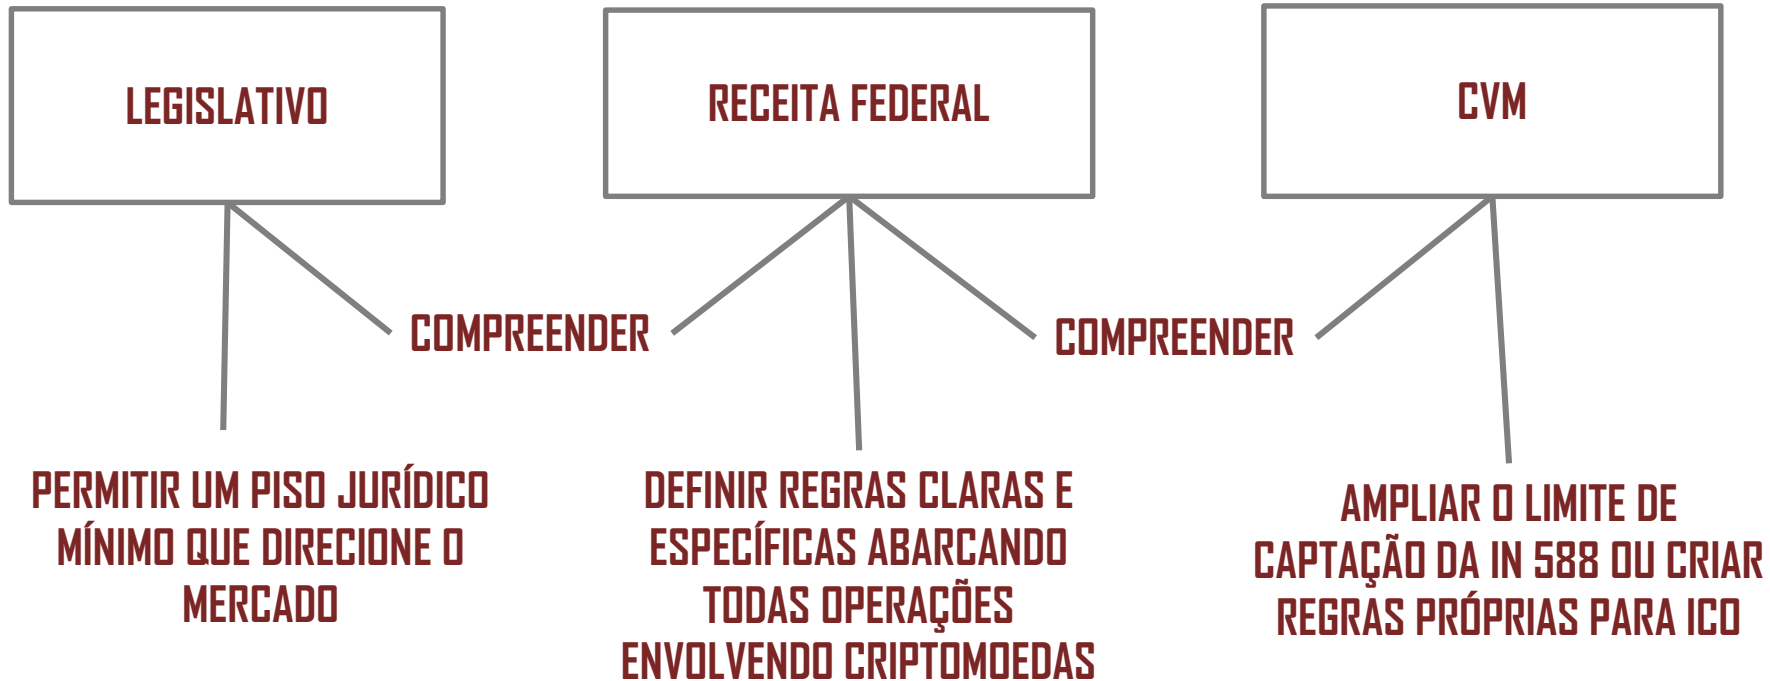 LEGISLATIVO
RECEITA FEDERAL
CVM
COMPREENDER
COMPREENDER
PERMITIR UM PISO JURÍDICO
MÍNIMO QUE DIRECIONE O
MERCADO
DEFINIR REGRAS CLARAS E
ESPECÍFICAS ABARCANDO
TODAS OPERAÇÕES
ENVOLVENDO CRIPTOMOEDAS
AMPLIAR O LIMITE DE
CAPTAÇÃO DA IN 588 OU CRIAR
REGRAS PRÓPRIAS PARA ICO